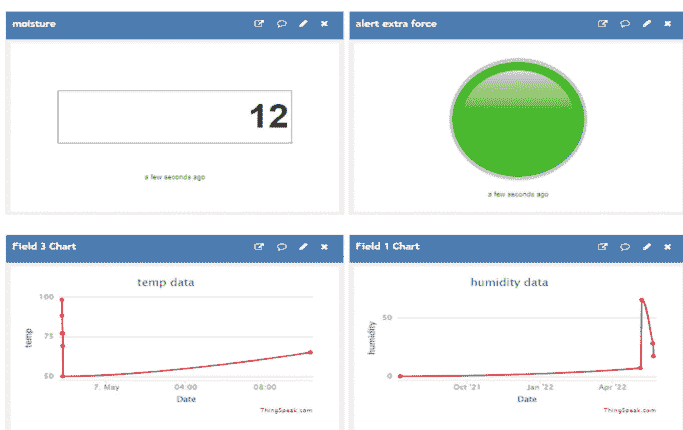 moisture
12
a few seconds ago
alert extra force
a few seconds ago
Field 3 Chart
temp data
100
75
50
temp
7. May 04:00 08:00
Date
ThingSpeak.com
Field 1 Chart
humidity data
50
0
humidity
Oct '21 Jan '22 Apr '22
Date
ThingSpeak.com